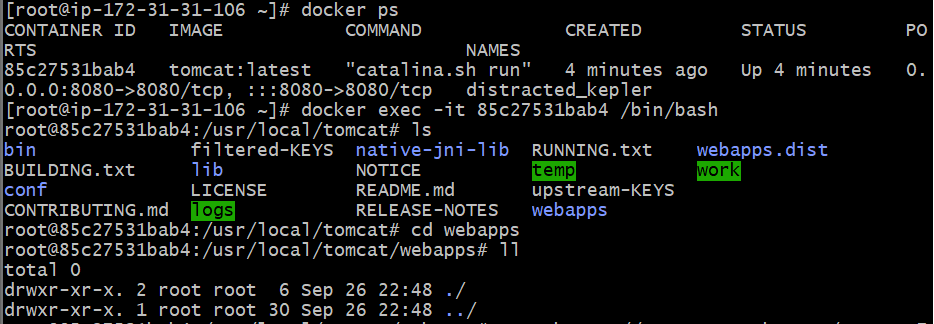 [root@ip-172-31-31-106 ~]# docker ps
CONTAINER ID   IMAGE           COMMAND             CREATED         STATUS         PO
RTS                                       NAMES
85c27531bab4   tomcat:latest   "catalina.sh run"   4 minutes ago   Up 4 minutes   0.
0.0.0:8080->8080/tcp, :::8080->8080/tcp   distracted_kepler
[root@ip-172-31-31-106 ~]# docker exec -it 85c27531bab4 /bin/bash
root@85c27531bab4:/usr/local/tomcat# ls
bin              filtered-KEYS  native-jni-lib  RUNNING.txt    webapps.dist
BUILDING.txt     lib            NOTICE          temp           work
conf             LICENSE        README.md       upstream-KEYS
CONTRIBUTING.md  logs           RELEASE-NOTES   webapps
root@85c27531bab4:/usr/local/tomcat# cd webapps
root@85c27531bab4:/usr/local/tomcat/webapps# ll
total 0
drwxr-xr-x. 2 root root  6 Sep 26 22:48 ./
drwxr-xr-x. 1 root root 30 Sep 26 22:48 ../